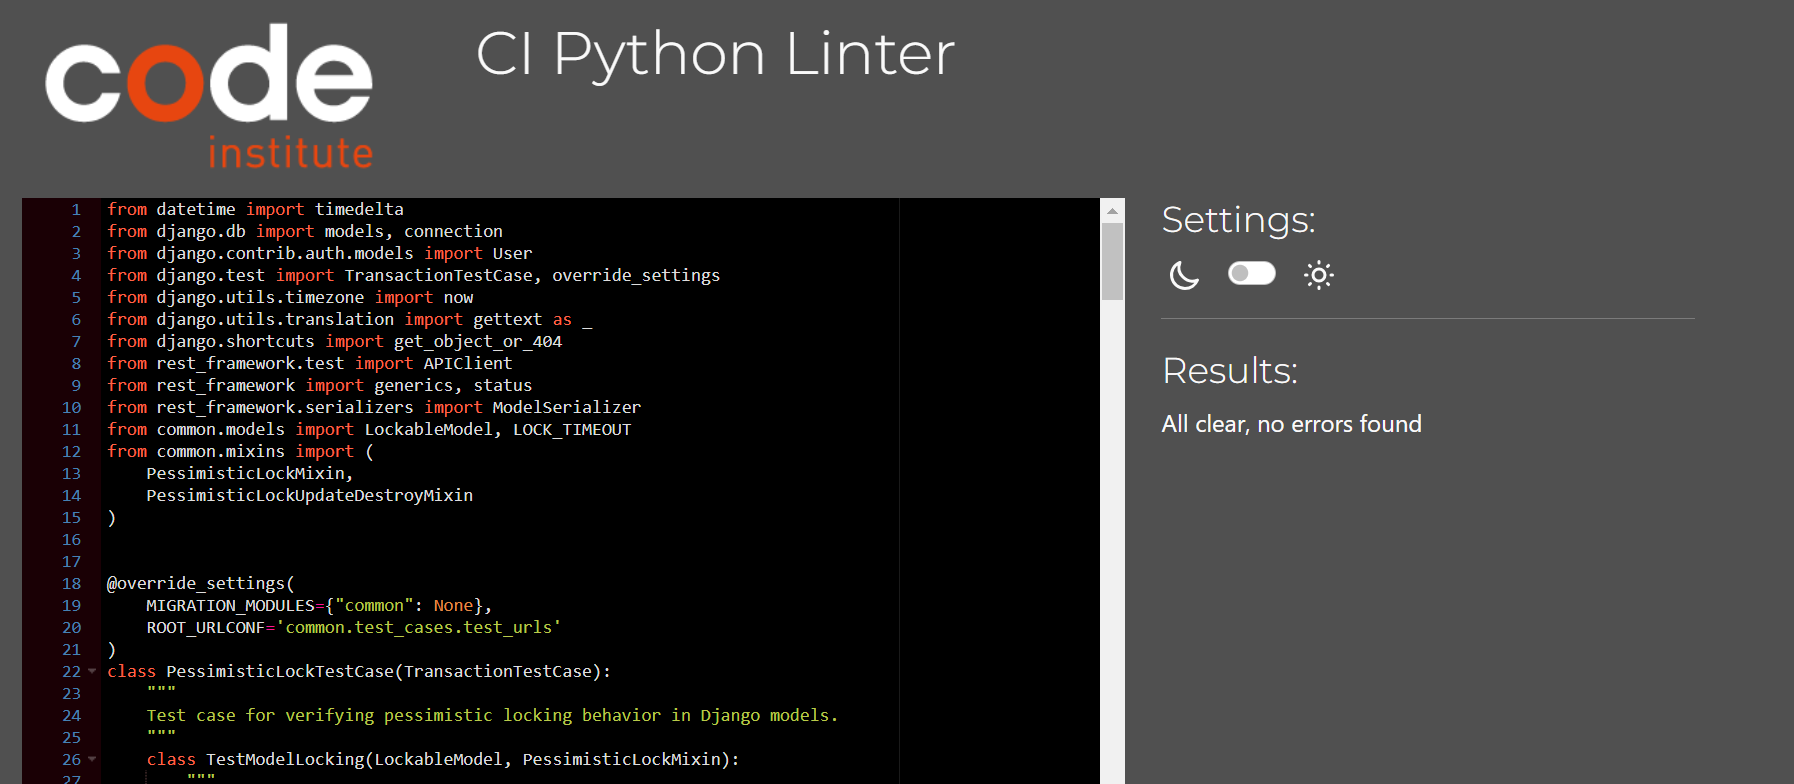 code
institute
CI Python Linter
1 from datetime import timedelta
2 from django.db import models, connection
3 from django.contrib.auth.models import User
4 from django.test import TransactionTestCase, override_settings
5 from django.utils.timezone import now
6 from django.utils.translation import gettext as _
7 from django.shortcuts import get_object_or_404
8 from rest_framework.test import APIClient
9 from rest_framework import generics, status
10 from rest_framework.serializers import ModelSerializer
11 from common.models import LockableModel, LOCK_TIMEOUT
12 from common.mixins import (
13     PessimisticLockMixin,
14     PessimisticLockUpdateDestroyMixin
15 )
16
17
18 @override_settings(
19     MIGRATION_MODULES={"common": None},
20     ROOT_URLCONF='common.test_cases.test_urls'
21 )
22 class PessimisticLockTestCase(TransactionTestCase):
23     """
24     Test case for verifying pessimistic locking behavior in Django models.
25     """
26     class TestModelLocking(LockableModel, PessimisticLockMixin):
27         """
Settings:
Results:
All clear, no errors found